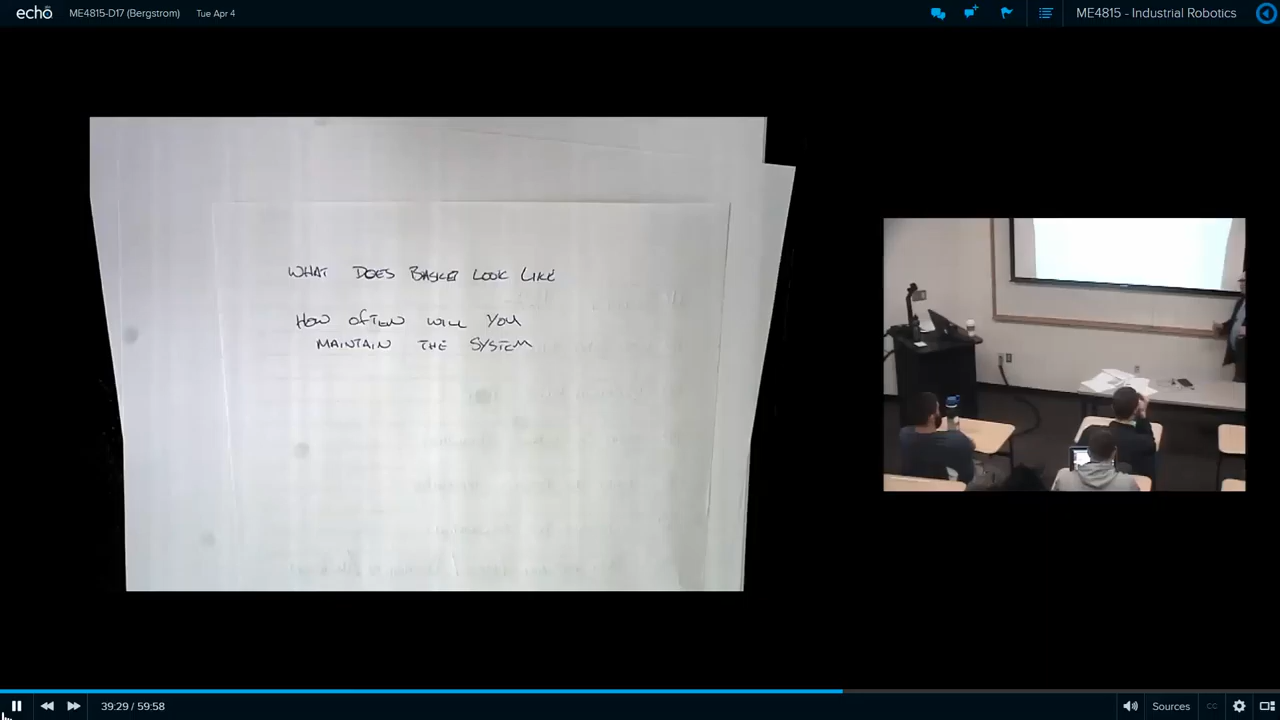 echo
ME4815-D17 (Bergstrom)
Tue Apr 4
ME4815 - Industrial Robotics
WHAT DOES BASKET LOOK LIKE
HOW OFTEN WILL YOU
MAINTAIN THE SYSTEM
39:29 / 59:58
Sources
CC